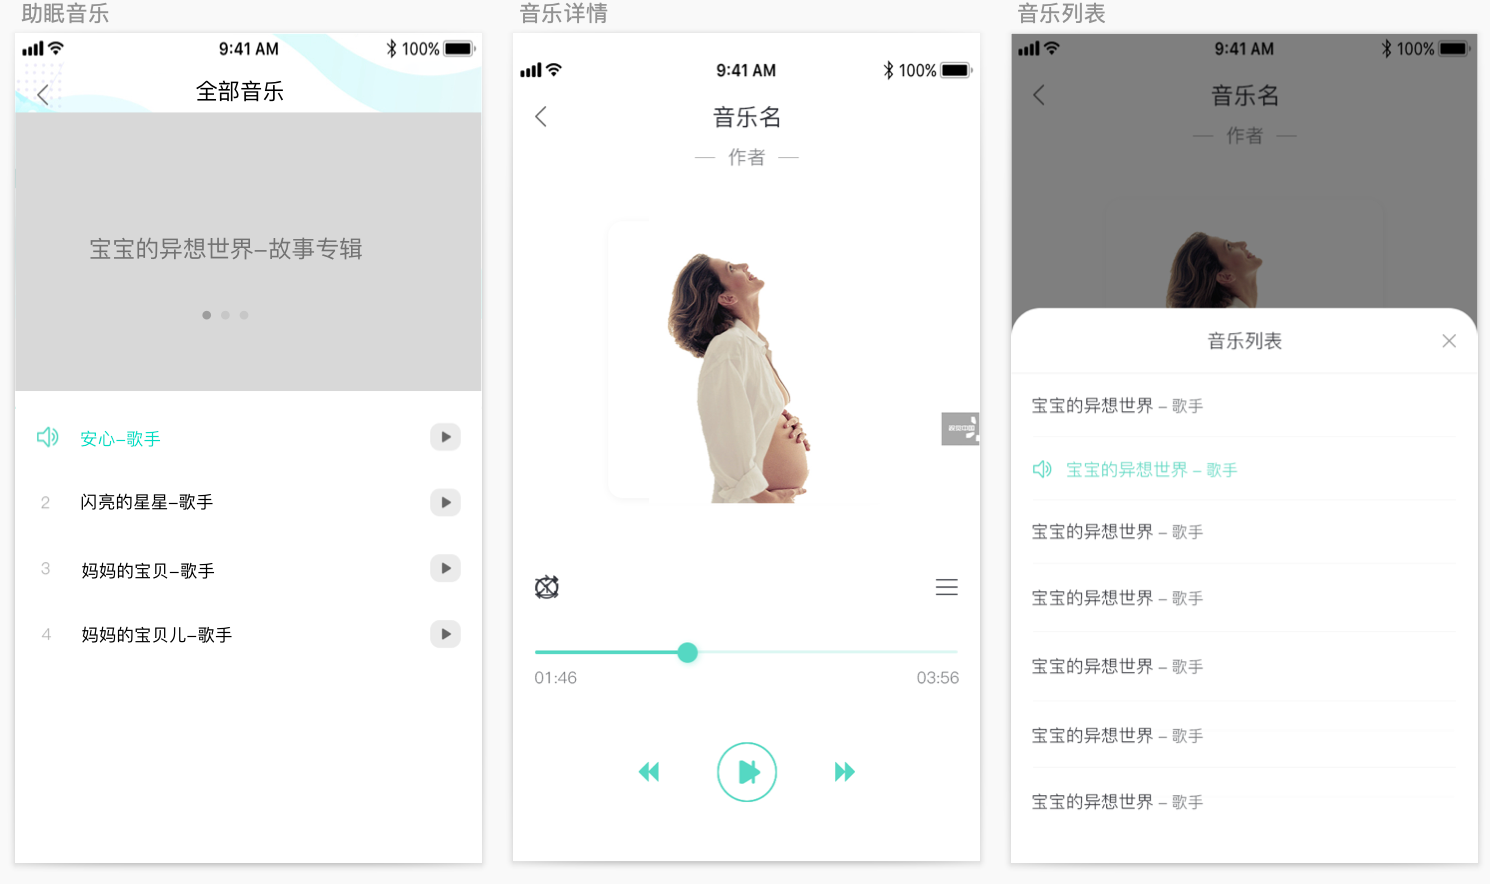 助眠音乐
9:41 AM
100%
全部音乐
宝宝的异想世界–故事专辑
安心–歌手
2 闪亮的星星–歌手
3 妈妈的宝贝–歌手
4 妈妈的宝贝儿–歌手
音乐详情
9:41 AM
100%
音乐名
— 作者 —
01:46
03:56
音乐列表
9:41 AM
100%
音乐名
— 作者 —
音乐列表
宝宝的异想世界 – 歌手
宝宝的异想世界 – 歌手
宝宝的异想世界 – 歌手
宝宝的异想世界 – 歌手
宝宝的异想世界 – 歌手
宝宝的异想世界 – 歌手
宝宝的异想世界 – 歌手